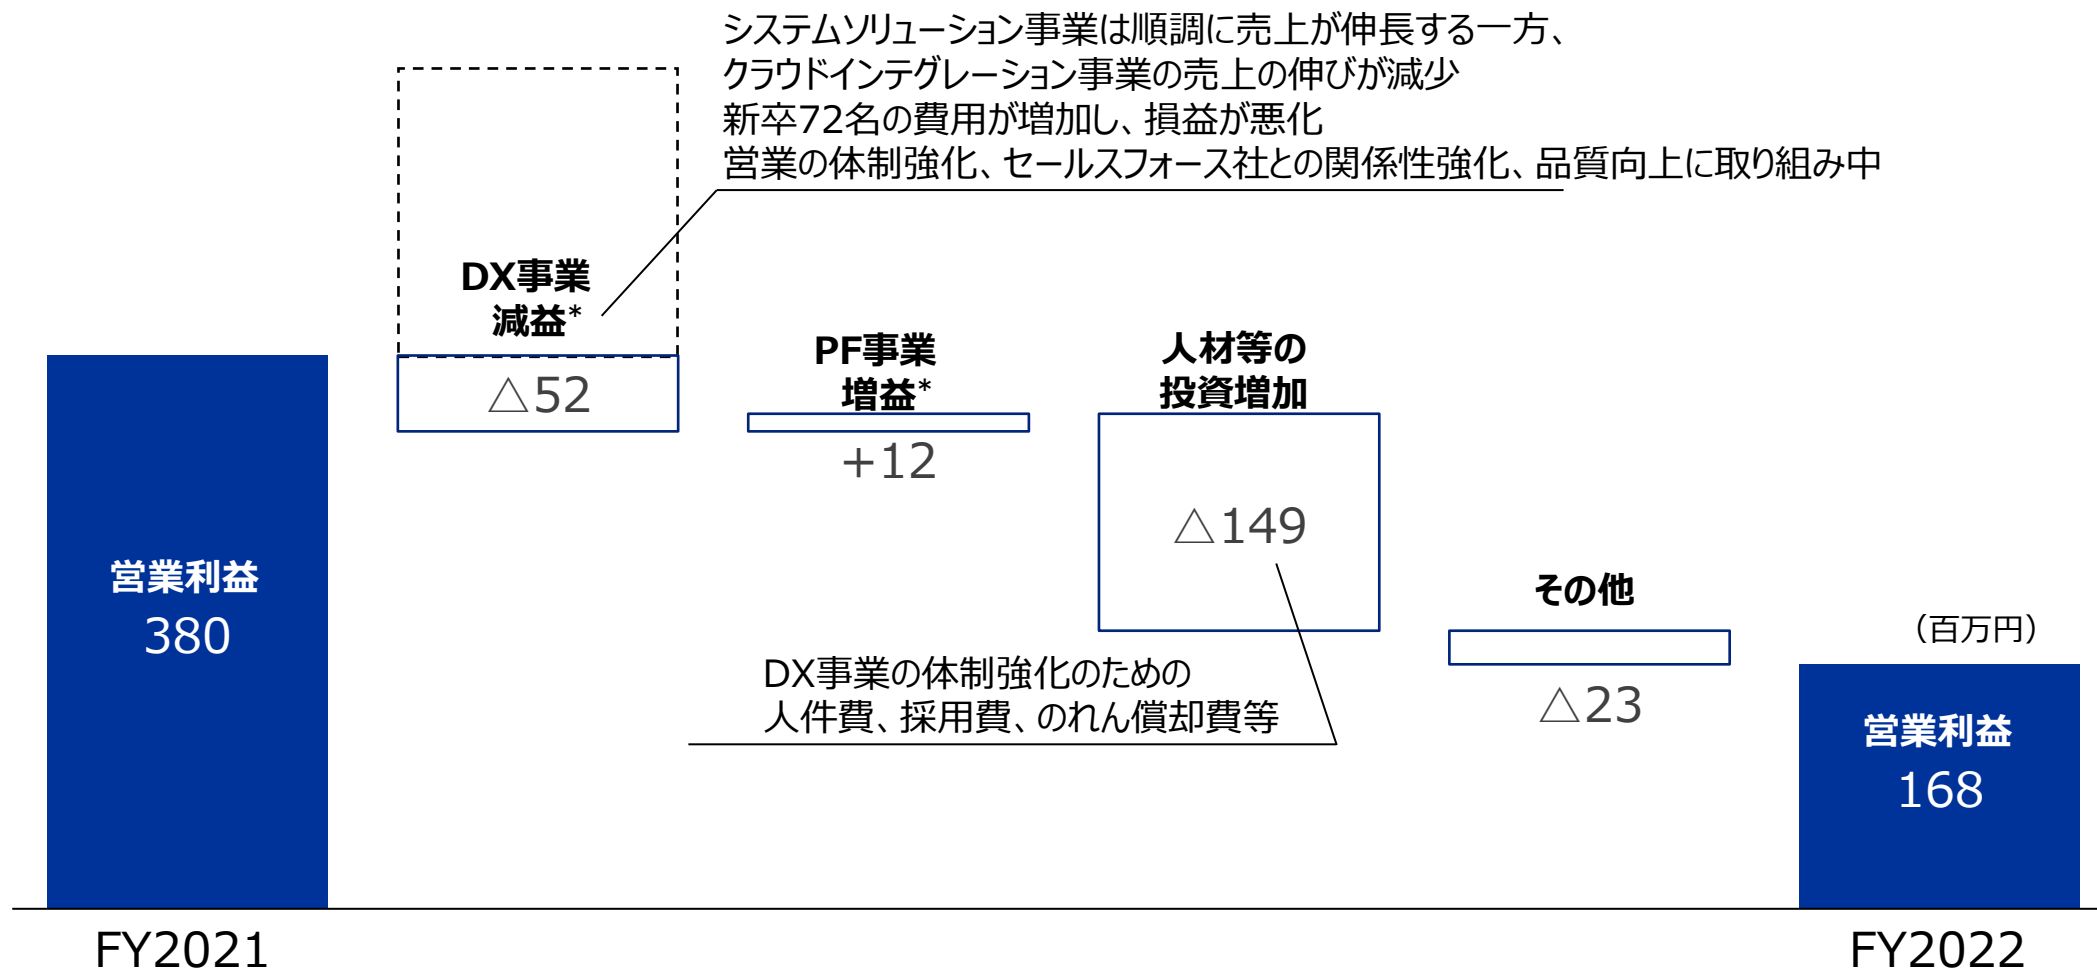 システムソリューション事業は順調に売上が伸長する一方、
クラウドインテグレーション事業の売上の伸びが減少
新卒72名の費用が増加し、損益が悪化
営業の体制強化、セールスフォース社との関係性強化、品質向上に取り組み中
DX事業
減益*
△52
PF事業
増益*
+12
人材等の
投資増加
△149
DX事業の体制強化のための
人件費、採用費、のれん償却費等
その他
△23
（百万円）
営業利益
380
営業利益
168
FY2021
FY2022